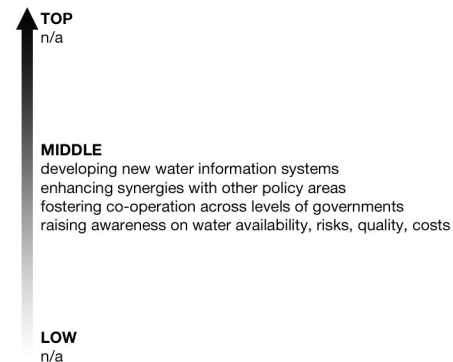 TOP
n/a
MIDDLE
developing new water information systems
enhancing synergies with other policy areas
fostering co-operation across levels of governments
raising awareness on water availability, risks, quality, costs
LOW
n/a